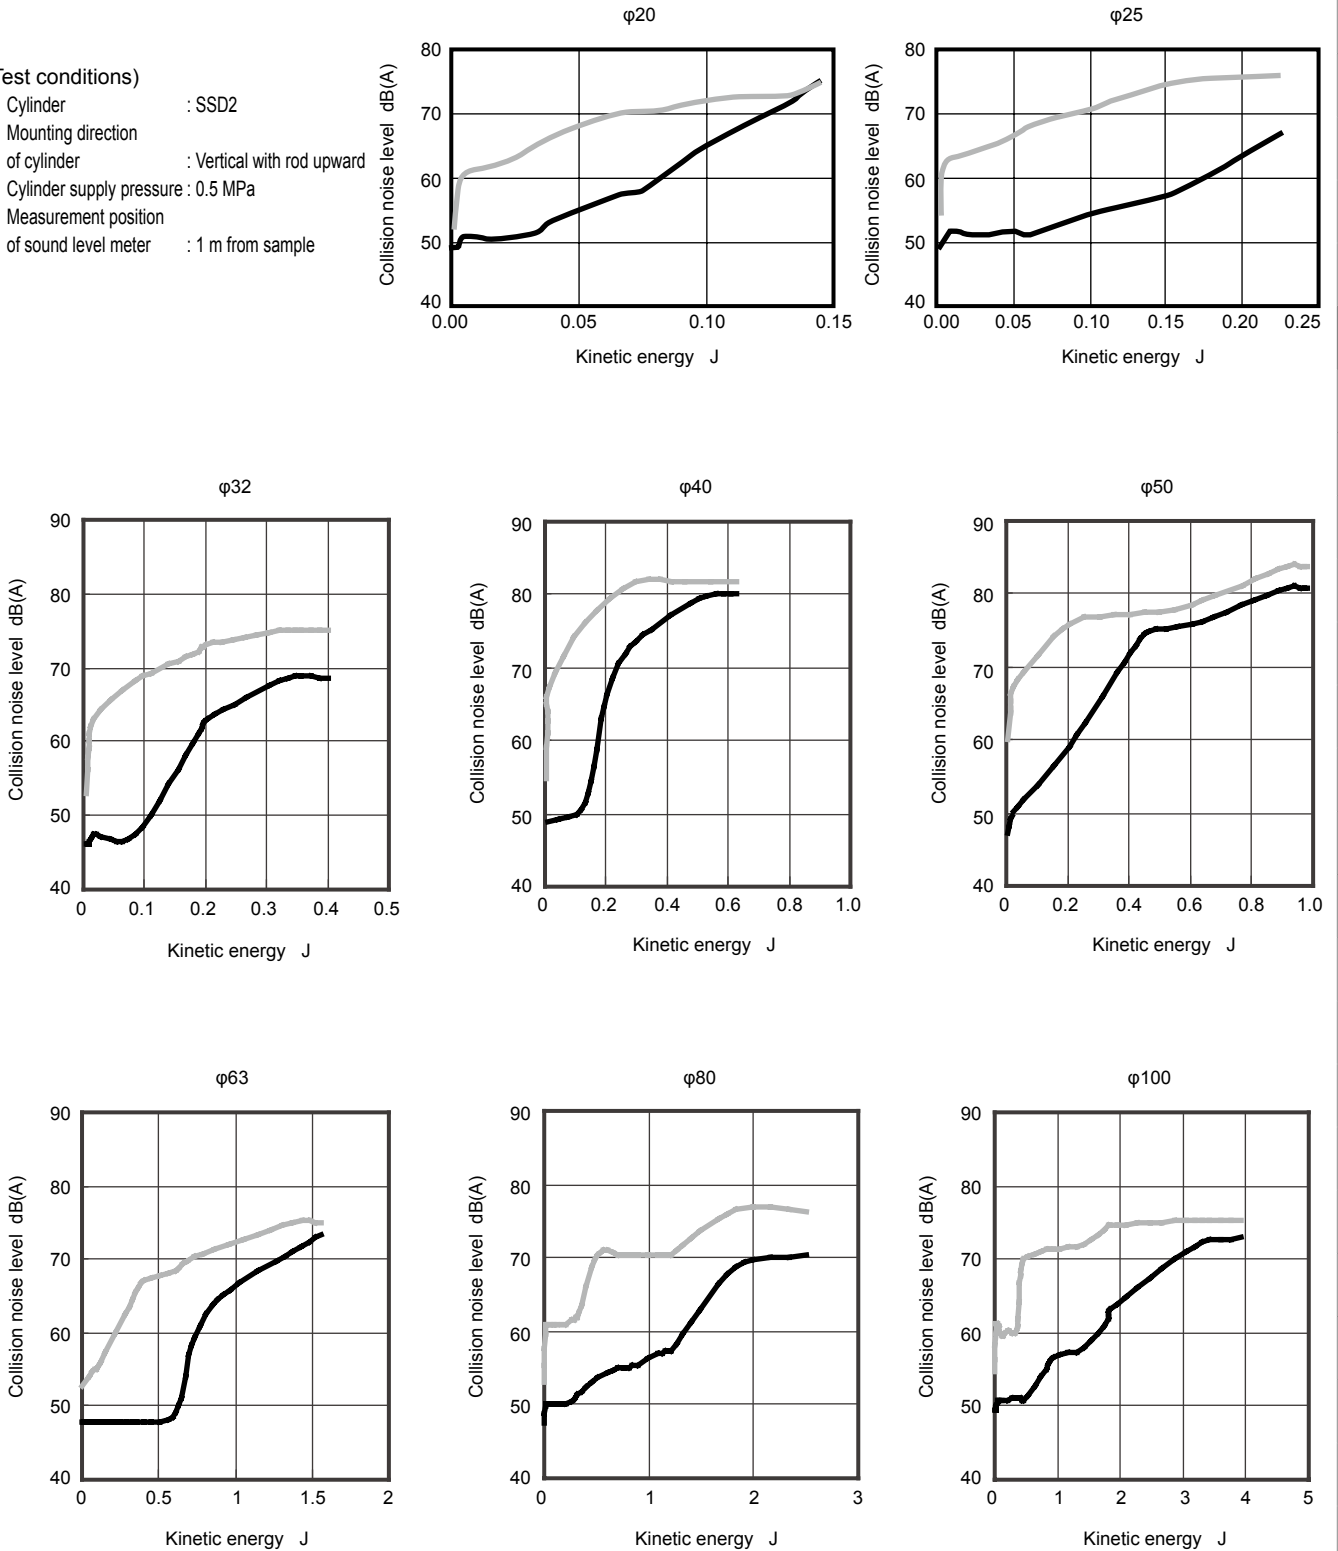 φ20
φ25
Test conditions)
Cylinder : SSD2
Mounting direction
of cylinder : Vertical with rod upward
Cylinder supply pressure : 0.5 MPa
Measurement position
of sound level meter : 1 m from sample
Collision noise level dB(A)
80
70
60
50
40
0.00 0.05 0.10 0.15
Kinetic energy J
Collision noise level dB(A)
80
70
60
50
40
0.00 0.05 0.10 0.15 0.20 0.25
Kinetic energy J
φ32
Collision noise level dB(A)
90
80
70
60
50
40
0 0.1 0.2 0.3 0.4 0.5
Kinetic energy J
φ40
Collision noise level dB(A)
90
80
70
60
50
40
0 0.2 0.4 0.6 0.8 1.0
Kinetic energy J
φ50
Collision noise level dB(A)
90
80
70
60
50
40
0 0.2 0.4 0.6 0.8 1.0
Kinetic energy J
φ63
Collision noise level dB(A)
90
80
70
60
50
40
0 0.5 1 1.5 2
Kinetic energy J
φ80
Collision noise level dB(A)
90
80
70
60
50
40
0 1 2 3
Kinetic energy J
φ100
Collision noise level dB(A)
90
80
70
60
50
40
0 1 2 3 4 5
Kinetic energy J